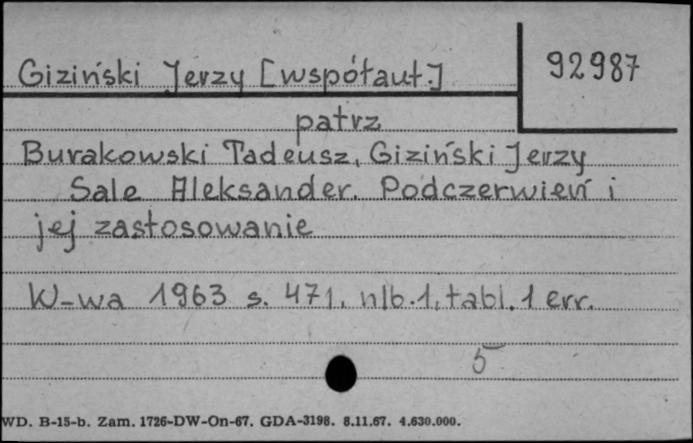 Giziński Jerzy [współaut.]
92987
patrz
Burakowski Tadeusz, Giziński Jerzy
Sale Aleksander. Podczerwień i
jej zastosowanie
W-wa 1963 s. 471, nlb. 1, tabl. 1 err.
5
WD. B-15-b. Zam. 1726-DW-On-67. GDA-3198. 8.11.67. 4.630.000.